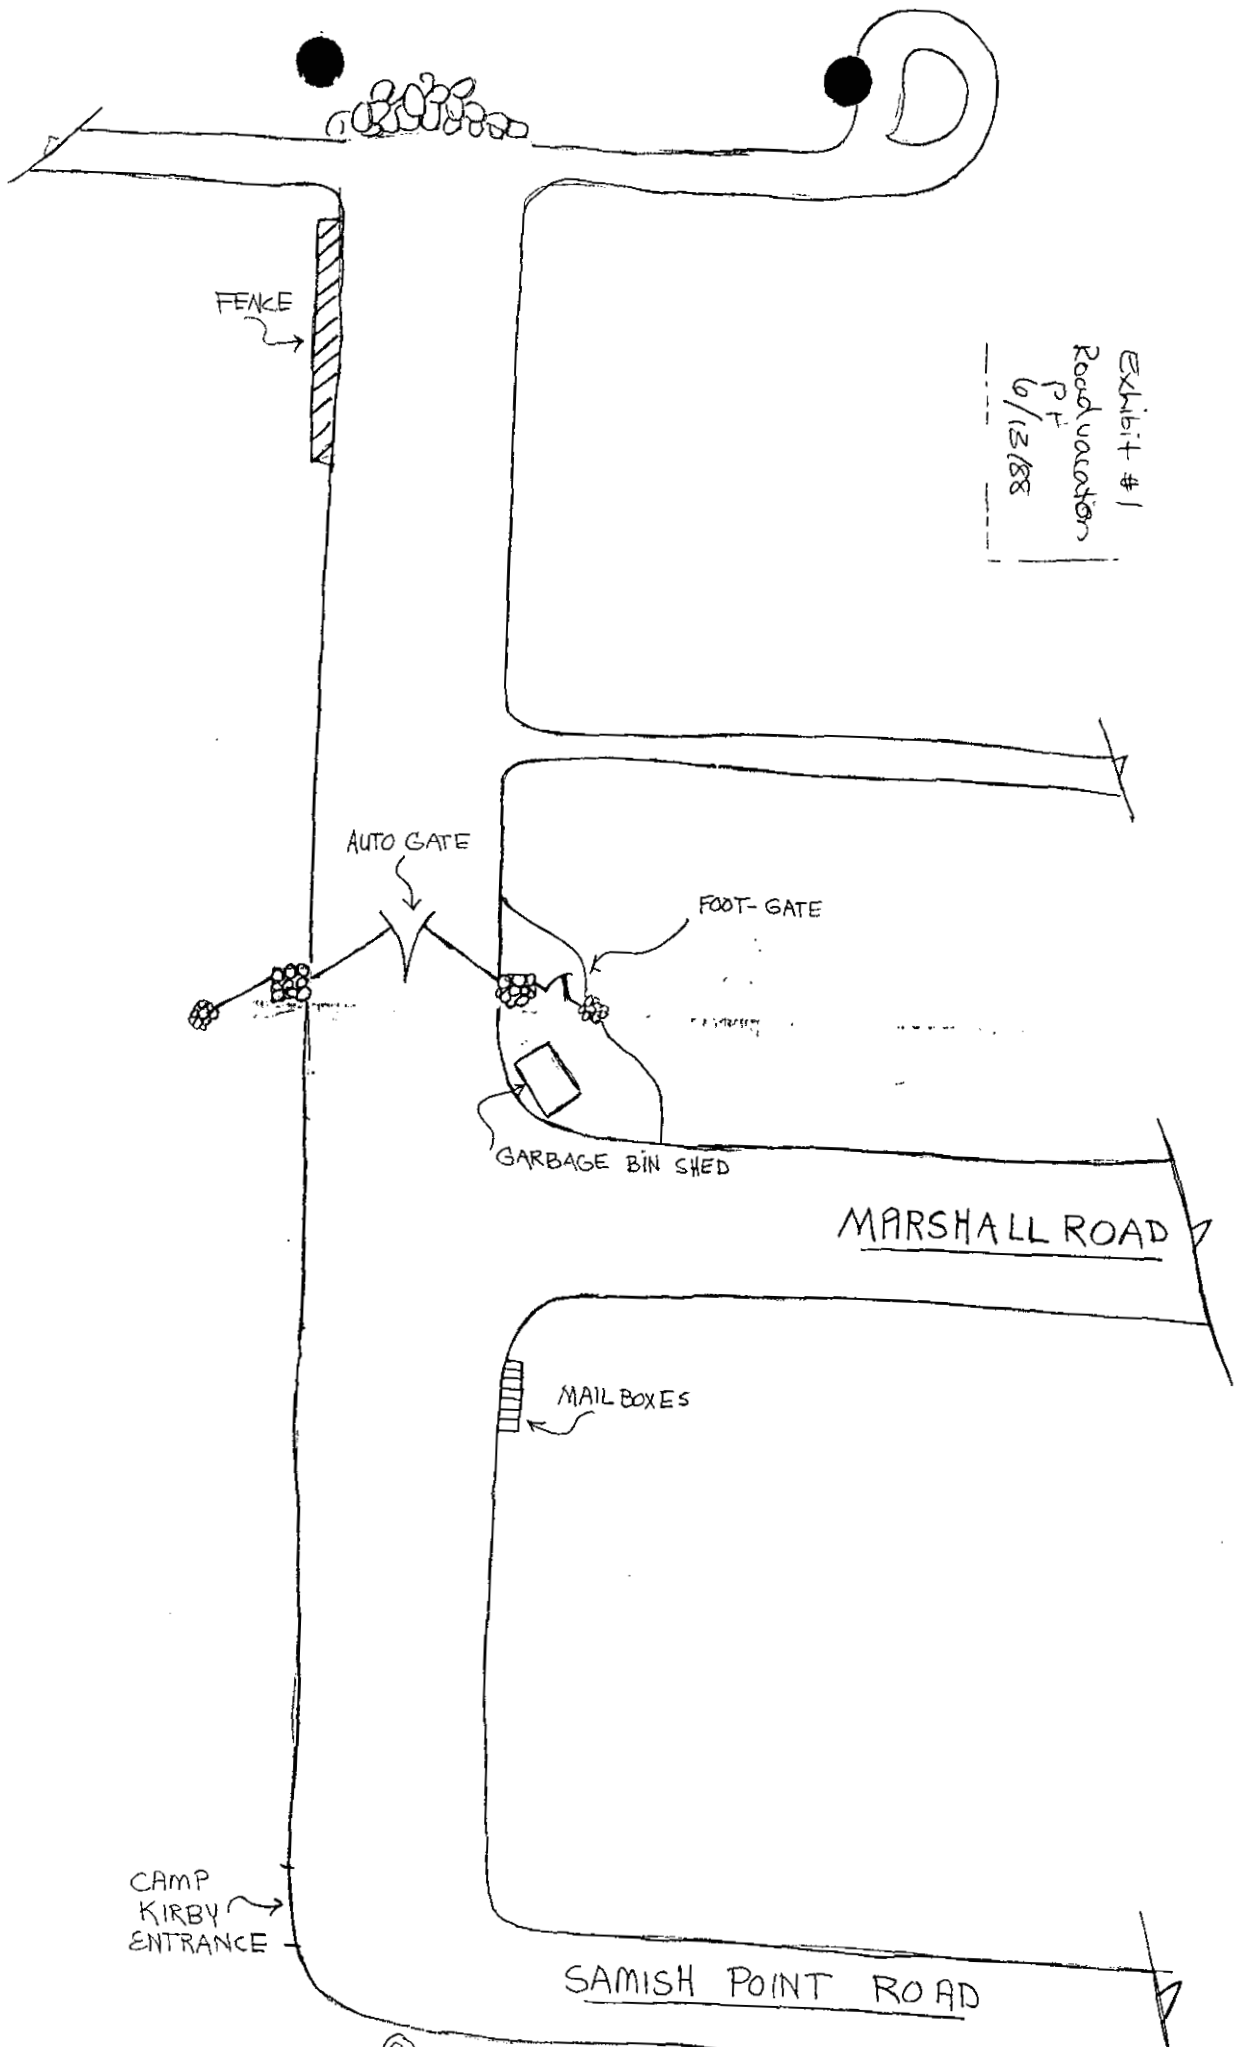 FENCE
Exhibit #1
Road vacation
6/13/88
AUTO GATE
FOOT-GATE
GARBAGE BIN SHED
MARSHALL ROAD
MAIL BOXES
CAMP
KIRBY
ENTRANCE
SAMISH POINT ROAD